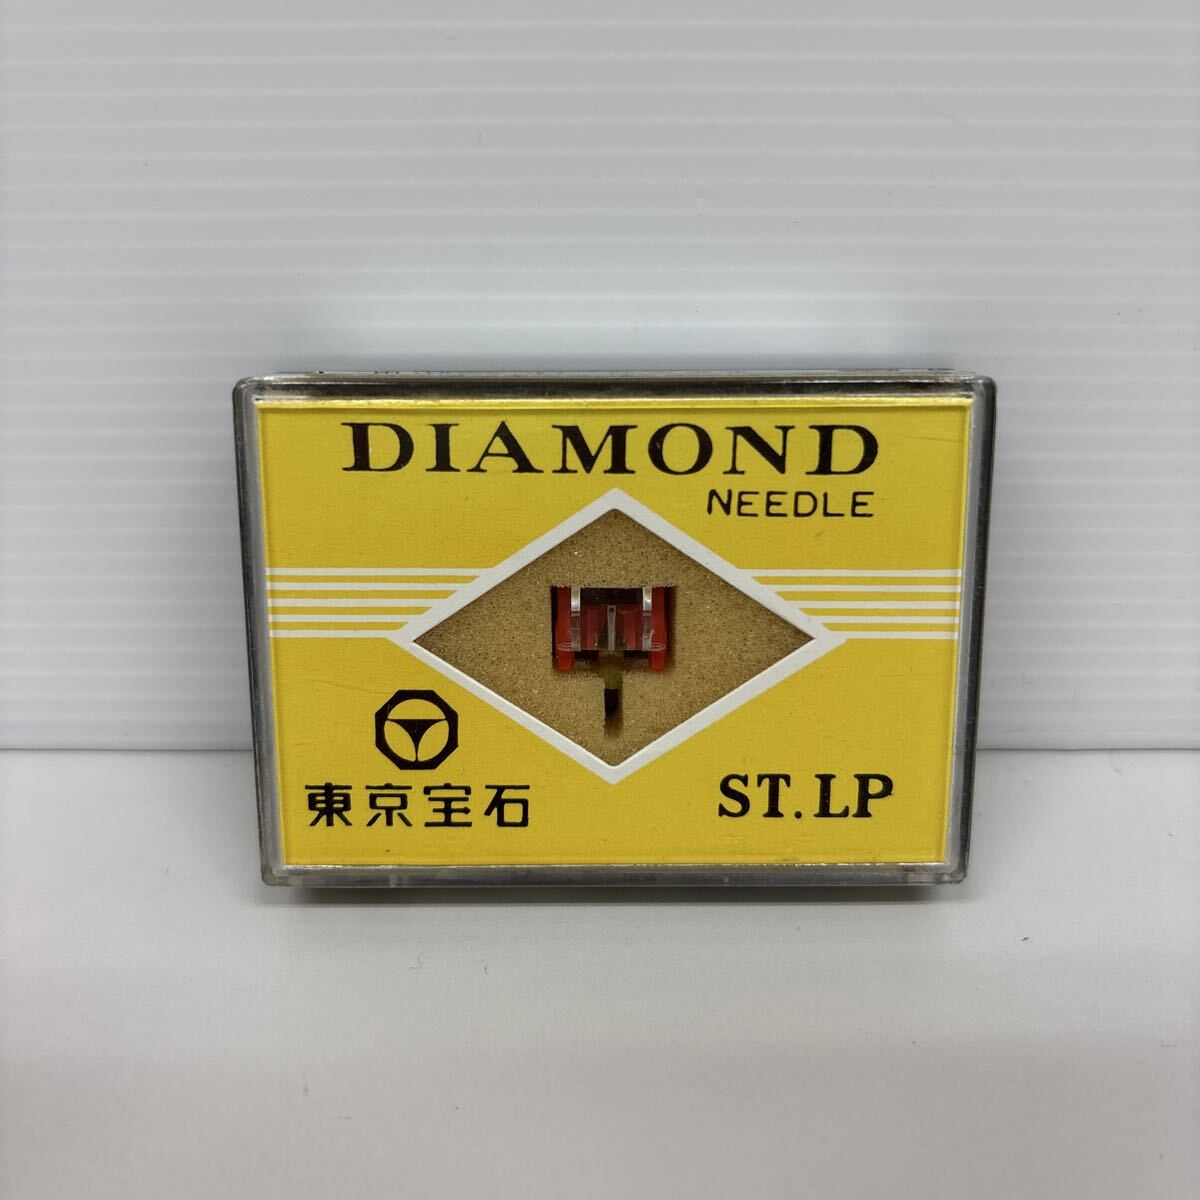 DIAMOND
NEEDLE
東京宝石
ST.LP